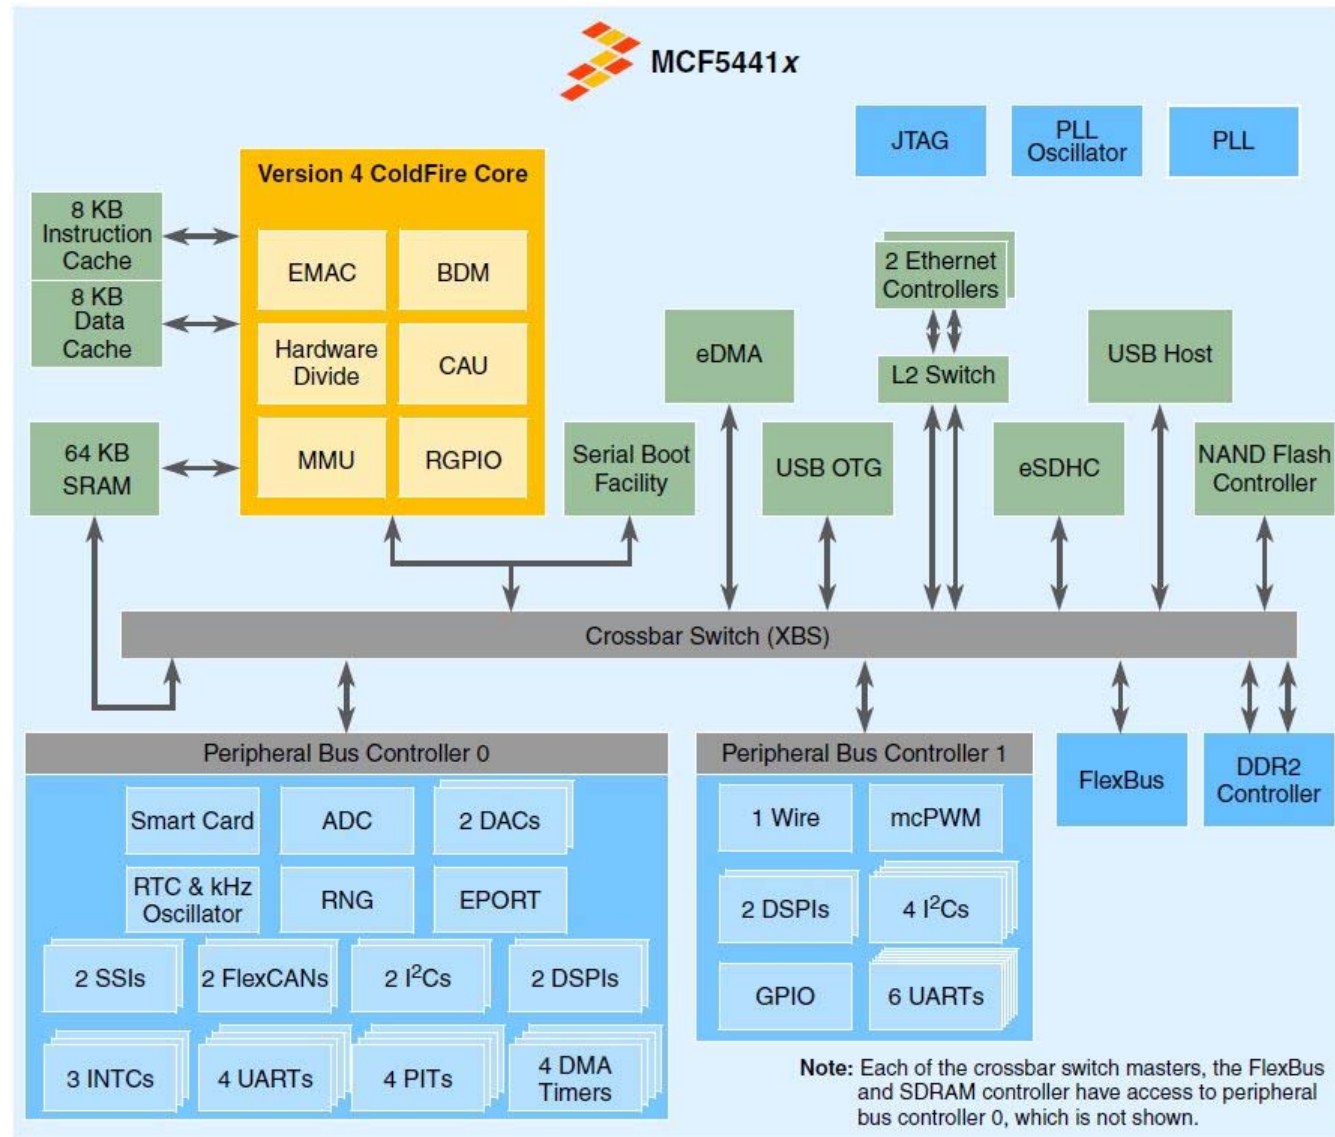 MCF5441x
JTAG
PLL
Oscillator
PLL
Version 4 ColdFire Core
8 KB
Instruction
Cache
8 KB
Data
Cache
64 KB
SRAM
EMAC
BDM
Hardware
Divide
CAU
MMU
RGPIO
Serial Boot
Facility
eDMA
USB OTG
2 Ethernet
Controllers
L2 Switch
eSDHC
USB Host
NAND Flash
Controller
Crossbar Switch (XBS)
Peripheral Bus Controller 0
Smart Card
ADC
2 DACs
RTC & kHz
Oscillator
RNG
EPORT
2 SSIs
2 FlexCANs
2 I²Cs
2 DSPIs
3 INTCs
4 UARTs
4 PITs
4 DMA
Timers
Peripheral Bus Controller 1
1 Wire
mcPWM
2 DSPIs
4 I²Cs
GPIO
6 UARTs
FlexBus
DDR2
Controller
Note: Each of the crossbar switch masters, the FlexBus
and SDRAM controller have access to peripheral
bus controller 0, which is not shown.